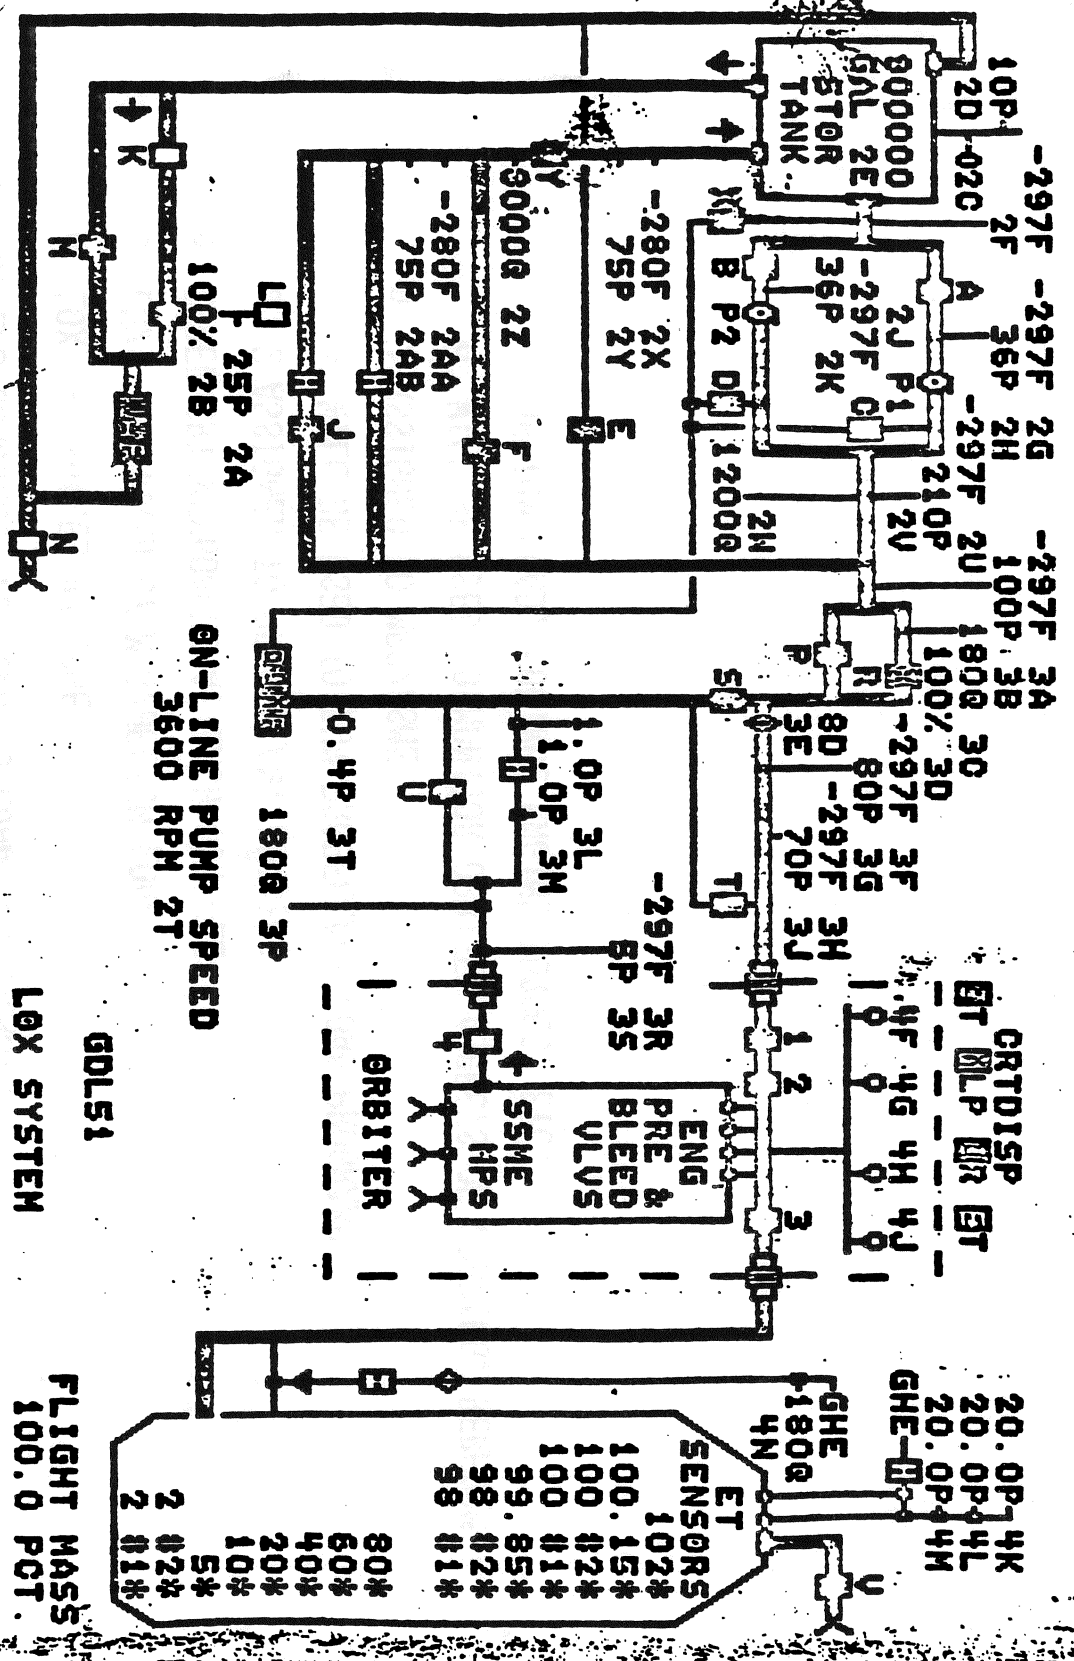 10P
2D -02C
900000
GAL 2E
STOR
TANK
-297F
2F
-297F 2G
36P 2H
A
2J P1
-297F C
36P 2K
B P2 D
-297F 2U
210P
2V
2W
1200G
-297F 3A
100P 3B
180G 3C
100% 3D
P
R
S
-297F 3F
80P 3G
8D
3E
-297F 3H
70P 3J
T
Y
-280F 2X
75P 2Y
E
9000G 2Z
F
-280F 2AA
75P 2AB
H
H
J
L
25P 2A
100% 2B
K
M
N
1.0P 3L
1.0P 3M
H
U
0.4P 3T
180G 3P
ON-LINE PUMP SPEED
3600 RPM 2T
-297F 3R
5P 3S
CRTDISP
4F 4G 4H 4J
1 2 3
4
ENG
PRE &
BLEED
VLVS
SSME
MPS
ORBITER
20.0P 4K
20.0P 4L
20.0P 4M
GHE
H
GHE
180G
4N
H
V
ET
SENSORS
102*
100.15*
100 #2*
100 #1*
99.85*
98 #2*
98 #1*
80*
60*
40*
20*
10*
5*
2 #2*
2 #1*
GDLS1
LOX SYSTEM
FLIGHT MASS
100.0 PCT.